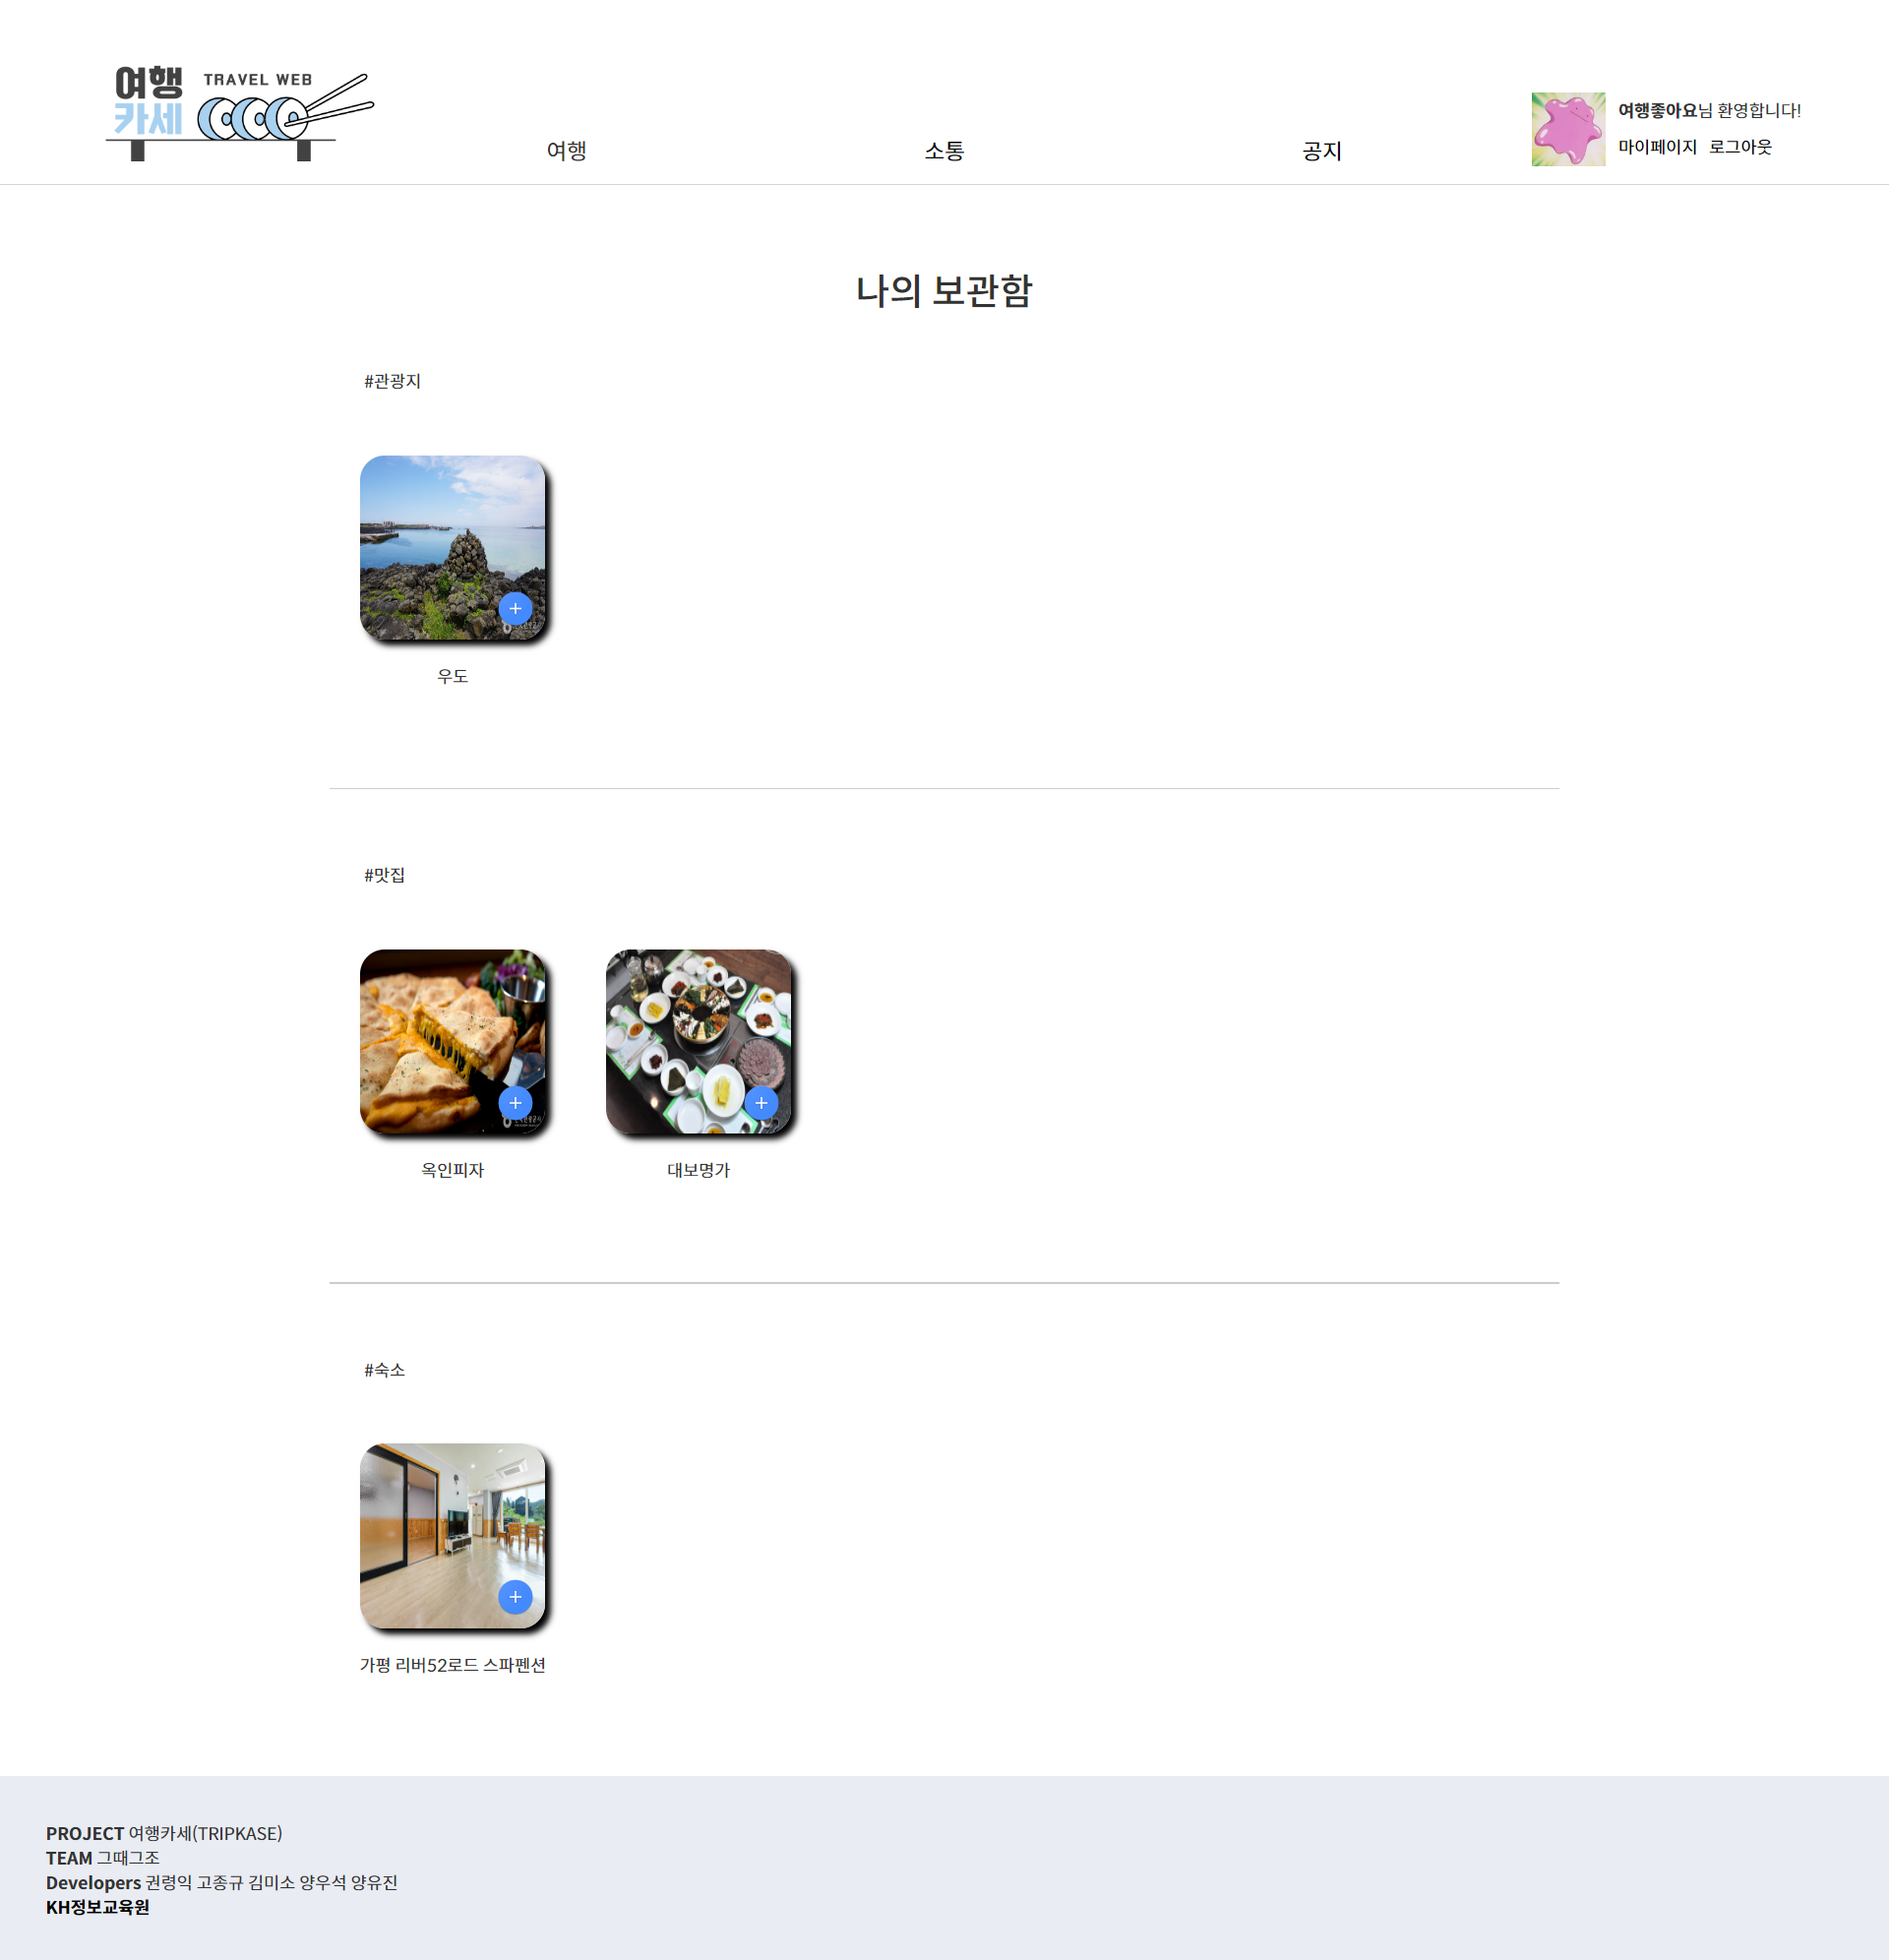 여행
카세
TRAVEL WEB
여행
소통
공지
여행좋아요님 환영합니다!
마이페이지 로그아웃
나의 보관함
#관광지
우도
#맛집
옥인피자 대보명가
#숙소
가평 리버52로드 스파펜션
PROJECT 여행카세(TRIPKASE)
TEAM 그때그조
Developers 권령익 고종규 김미소 양우석 양유진
KH정보교육원